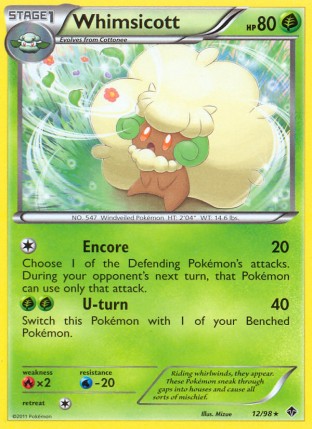 STAGE1 Whimsicott HP 80
Evolves from Cottonee
NO. 547 Windveiled Pokémon HT: 2'04" WT: 14.6 lbs.
Encore 20
Choose 1 of the Defending Pokémon's attacks.
During your opponent's next turn, that Pokémon
can use only that attack.
U-turn 40
Switch this Pokémon with 1 of your Benched
Pokémon.
weakness resistance
×2 -20
retreat
Riding whirlwinds, they appear.
These Pokémon sneak through
gaps into houses and cause all
sorts of mischief.
©2011 Pokémon Illus. Mizue 12/98 ★